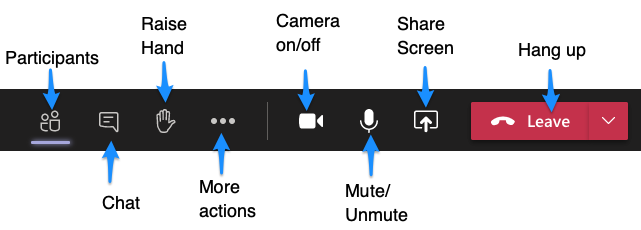 Participants
Raise
Hand
Camera
on/off
Share
Screen
Hang up
Leave
Chat
More
actions
Mute/
Unmute